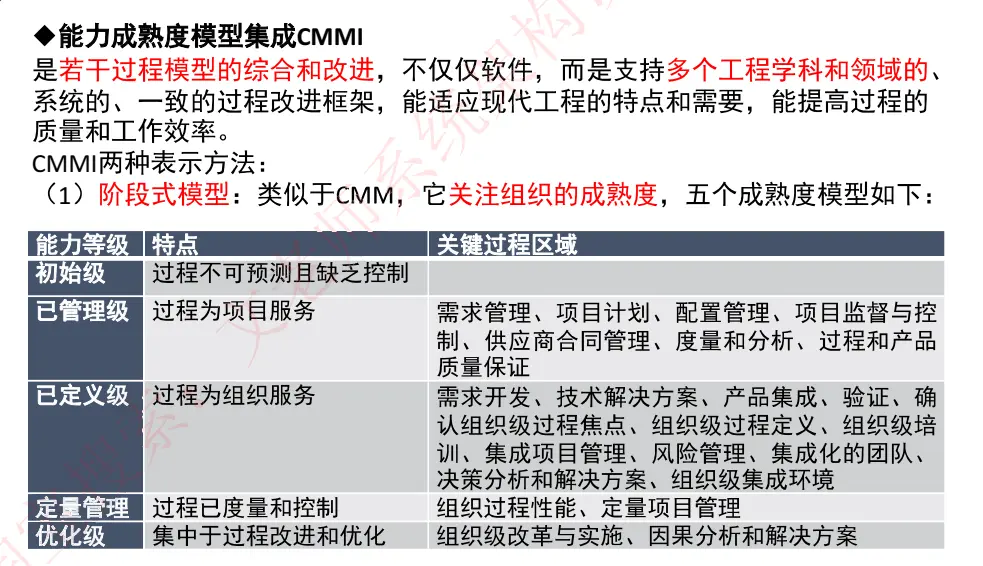 ◆能力成熟度模型集成CMMI
是若干过程模型的综合和改进，不仅仅软件，而是支持多个工程学科和领域的、
系统的、一致的过程改进框架，能适应现代工程的特点和需要，能提高过程的
质量和工作效率。
CMMI两种表示方法：
（1）阶段式模型：类似于CMM，它关注组织的成熟度，五个成熟度模型如下：
能力等级 特点 关键过程区域
初始级 过程不可预测且缺乏控制
已管理级 过程为项目服务 需求管理、项目计划、配置管理、项目监督与控
制、供应商合同管理、度量和分析、过程和产品
质量保证
已定义级 过程为组织服务 需求开发、技术解决方案、产品集成、验证、确
认组织级过程焦点、组织级过程定义、组织级培
训、集成项目管理、风险管理、集成化的团队、
决策分析和解决方案、组织级集成环境
定量管理 过程已度量和控制 组织过程性能、定量项目管理
优化级 集中于过程改进和优化 组织级改革与实施、因果分析和解决方案